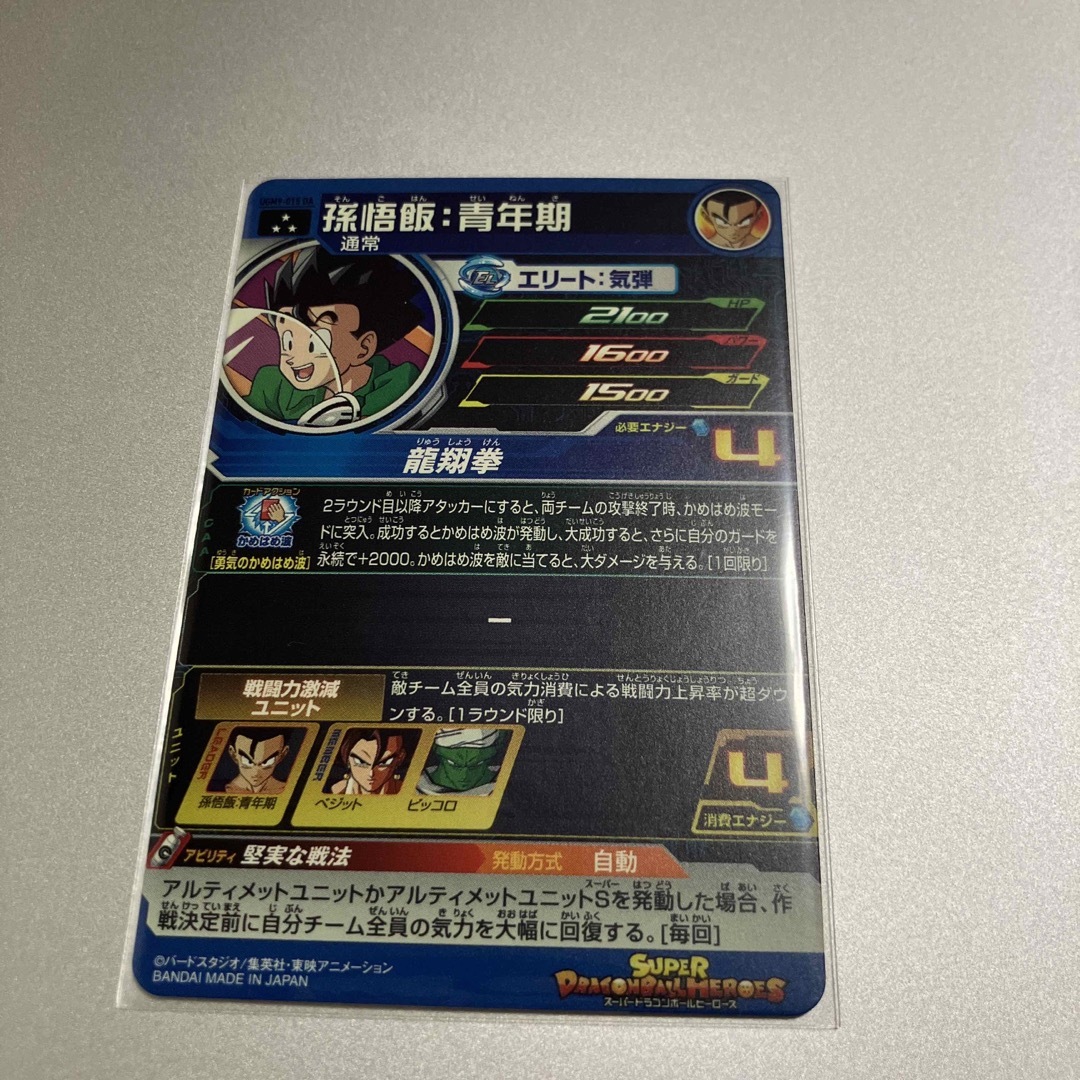 UGM9-015 DA
孫悟飯:青年期
通常
エリート:気弾
HP
2100
パワー
1600
ガード
1500
必要エナジー 4
龍翔拳
カードアクション
かめはめ波
[勇気のかめはめ波]
CAA
2ラウンド目以降アタッカーにすると、両チームの攻撃終了時、かめはめ波モー
ドに突入。成功するとかめはめ波が発動し、大成功すると、さらに自分のガードを
永続で+2000。かめはめ波を敵に当てると、大ダメージを与える。[1回限り]
ー
ユニット
戦闘力激減
ユニット
敵チーム全員の気力消費による戦闘力上昇率が超ダウ
ンする。[1ラウンド限り]
LEADER
孫悟飯:青年期
MEMBER
ベジット
ピッコロ
4
消費エナジー
アビリティ 堅実な戦法
発動方式 自動
アルティメットユニットかアルティメットユニットSを発動した場合、作
戦決定前に自分チーム全員の気力を大幅に回復する。[毎回]
©バードスタジオ/集英社・東映アニメーション
BANDAI MADE IN JAPAN
SUPER
DRAGONBALL HEROES
スーパードラゴンボールヒーローズ